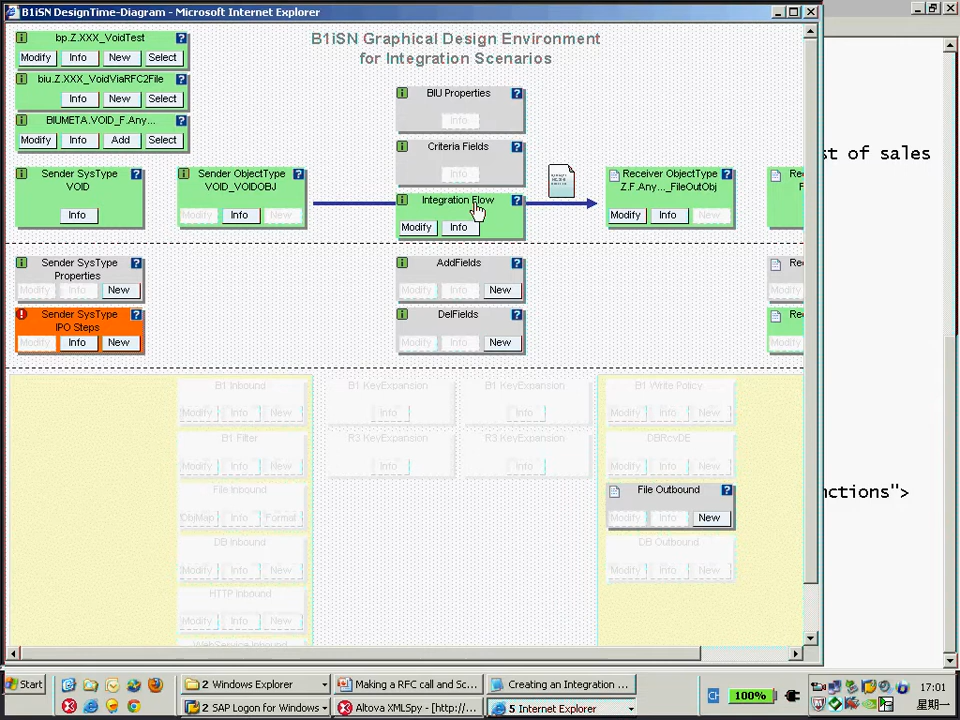 B1iSN DesignTime-Diagram - Microsoft Internet Explorer
B1iSN Graphical Design Environment
for Integration Scenarios
bp.Z.XXX_VoidTest
Modify Info New Select
biu.Z.XXX_VoidViaRFC2File
Info New Select
BIUMETA.VOID_F.Any...
Modify Info Add Select
BIU Properties
Info
Criteria Fields
Info
Sender SysType
VOID
Info
Sender ObjectType
VOID_VOIDOBJ
Modify Info
Integration Flow
Modify Info
Receiver ObjectType
Z.F.Any..._FileOutObj
Modify Info
Sender SysType
Properties
Modify Info New
AddFields
Modify Info New
Sender SysType
IPO Steps
Modify Info New
DelFields
Modify Info New
B1 Inbound
Modify Info New
B1 KeyExpansion
Info
B1 KeyExpansion
Info
B1 Write Policy
Modify Info New
B1 Filter
Modify Info New
R3 KeyExpansion
Info
R3 KeyExpansion
Info
DBRcvDE
Modify Info New
File Inbound
DbiMap Info Format
File Outbound
Modify Info New
DB Inbound
Modify Info New
DB Outbound
Modify Info New
HTTP Inbound
Modify Info New
WebService Inbound
st of sales
nctions">
Start
2 Windows Explorer
Making a RFC call and Sc...
Creating an Integration ...
2 SAP Logon for Windows
Altova XMLSpy - [http://...
5 Internet Explorer
100%
17:01
星期一